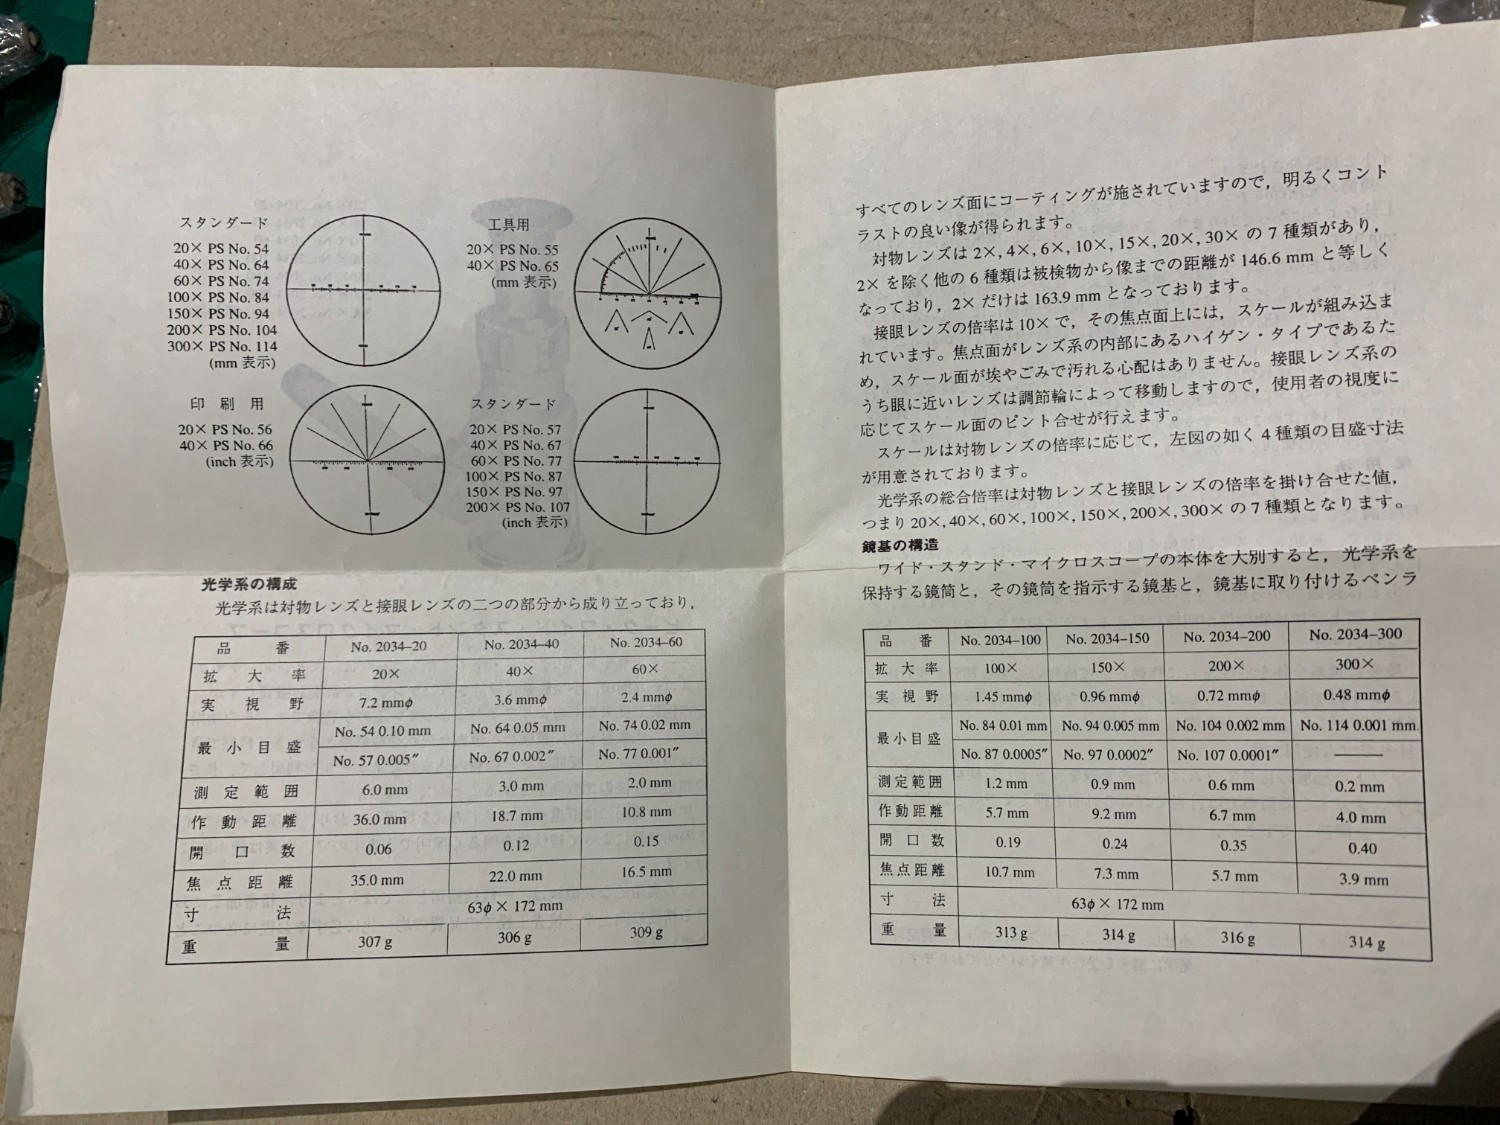 スタンダード
20× PS No. 54
40× PS No. 64
60× PS No. 74
100× PS No. 84
150× PS No. 94
200× PS No. 104
300× PS No. 114
(mm 表示)
工具用
20× PS No. 55
40× PS No. 65
(mm 表示)
印刷用
20× PS No. 56
40× PS No. 66
(inch 表示)
スタンダード
20× PS No. 57
40× PS No. 67
60× PS No. 77
100× PS No. 87
150× PS No. 97
200× PS No. 107
(inch 表示)
光学系の構成
光学系は対物レンズと接眼レンズの二つの部分から成り立っており，
品番 No. 2034–20 No. 2034–40 No. 2034–60
拡大率 20× 40× 60×
実視野 7.2 mmφ 3.6 mmφ 2.4 mmφ
最小目盛 No. 54 0.10 mm No. 64 0.05 mm No. 74 0.02 mm
No. 57 0.005″ No. 67 0.002″ No. 77 0.001″
測定範囲 6.0 mm 3.0 mm 2.0 mm
作動距離 36.0 mm 18.7 mm 10.8 mm
開口数 0.06 0.12 0.15
焦点距離 35.0 mm 22.0 mm 16.5 mm
寸法 63φ × 172 mm
重量 307 g 306 g 309 g
すべてのレンズ面にコーティングが施されていますので，明るくコント
ラストの良い像が得られます。
対物レンズは 2×, 4×, 6×, 10×, 15×, 20×, 30× の 7 種類があり，
2× を除く他の 6 種類は被検物から像までの距離が 146.6 mm と等しく
なっており，2× だけは 163.9 mm となっております。
接眼レンズの倍率は 10× で，その焦点面上には，スケールが組み込ま
れています。焦点面がレンズ系の内部にあるハイゲン・タイプであるた
め，スケール面が埃やごみで汚れる心配はありません。接眼レンズ系の
うち眼に近いレンズは調節輪によって移動しますので，使用者の視度に
応じてスケール面のピント合せが行えます。
スケールは対物レンズの倍率に応じて，左図の如く 4 種類の目盛寸法
が用意されております。
光学系の総合倍率は対物レンズと接眼レンズの倍率を掛け合せた値，
つまり 20×, 40×, 60×, 100×, 150×, 200×, 300× の 7 種類となります。
鏡基の構造
ワイド・スタンド・マイクロスコープの本体を大別すると，光学系を
保持する鏡筒と，その鏡筒を指示する鏡基と，鏡基に取り付けるペンラ
品番 No. 2034–100 No. 2034–150 No. 2034–200 No. 2034–300
拡大率 100× 150× 200× 300×
実視野 1.45 mmφ 0.96 mmφ 0.72 mmφ 0.48 mmφ
最小目盛 No. 84 0.01 mm No. 94 0.005 mm No. 104 0.002 mm No. 114 0.001 mm
No. 87 0.0005″ No. 97 0.0002″ No. 107 0.0001″ ———
測定範囲 1.2 mm 0.9 mm 0.6 mm 0.2 mm
作動距離 5.7 mm 9.2 mm 6.7 mm 4.0 mm
開口数 0.19 0.24 0.35 0.40
焦点距離 10.7 mm 7.3 mm 5.7 mm 3.9 mm
寸法 63φ × 172 mm
重量 313 g 314 g 316 g 314 g